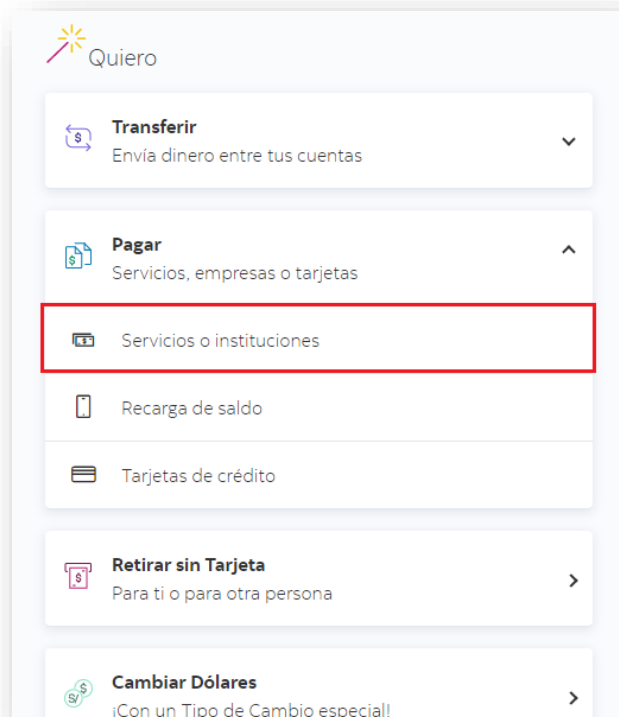 Quiero
Transferir
Envía dinero entre tus cuentas
Pagar
Servicios, empresas o tarjetas
Servicios o instituciones
Recarga de saldo
Tarjetas de crédito
Retirar sin Tarjeta
Para ti o para otra persona
Cambiar Dólares
¡Con un Tipo de Cambio especial!